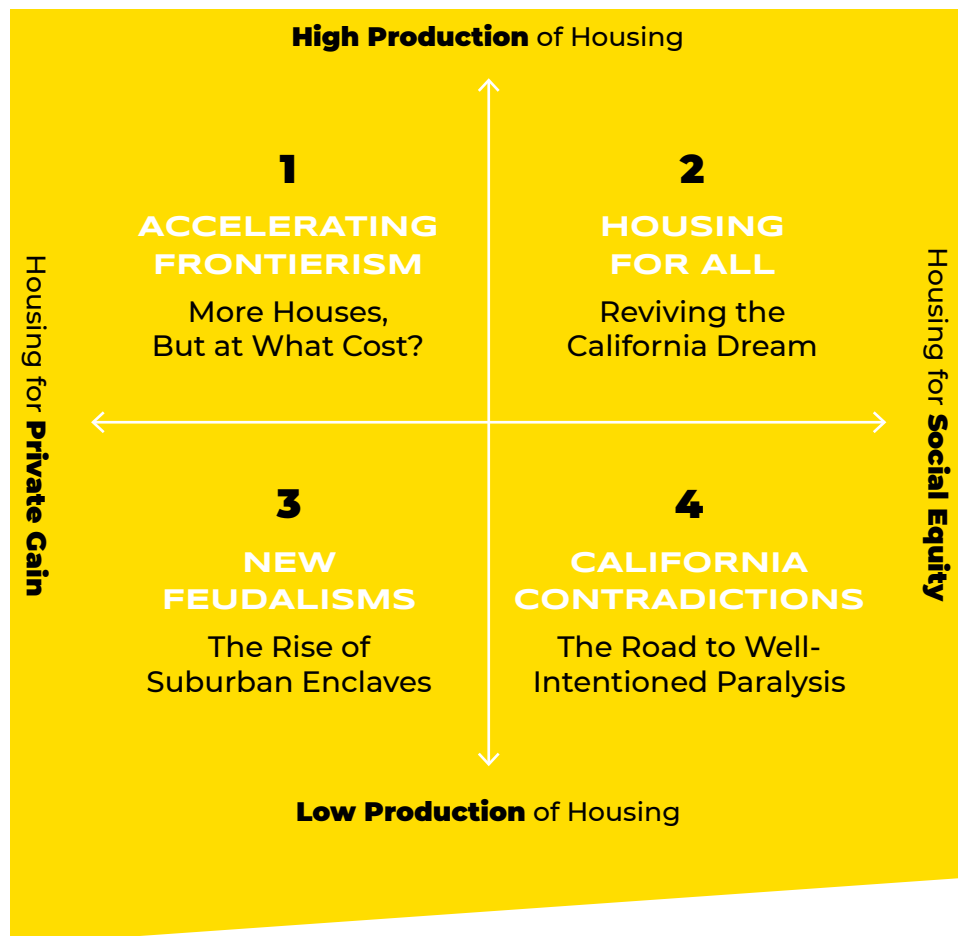 High Production of Housing
1
ACCELERATING
FRONTIERISM
More Houses,
But at What Cost?
2
HOUSING
FOR ALL
Reviving the
California Dream
Housing for Private Gain
Housing for Social Equity
3
NEW
FEUDALISMS
The Rise of
Suburban Enclaves
4
CALIFORNIA
CONTRADICTIONS
The Road to Well-
Intentioned Paralysis
Low Production of Housing